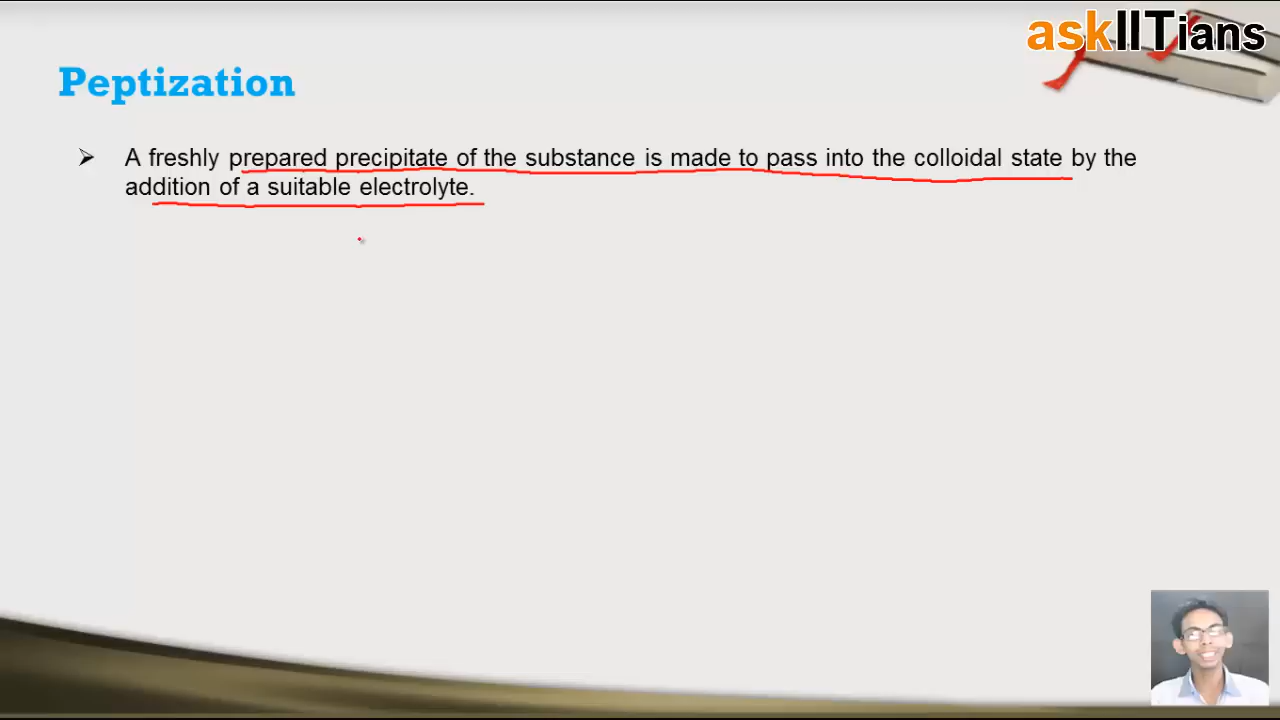 askIITians
Peptization
A freshly prepared precipitate of the substance is made to pass into the colloidal state by the
addition of a suitable electrolyte.